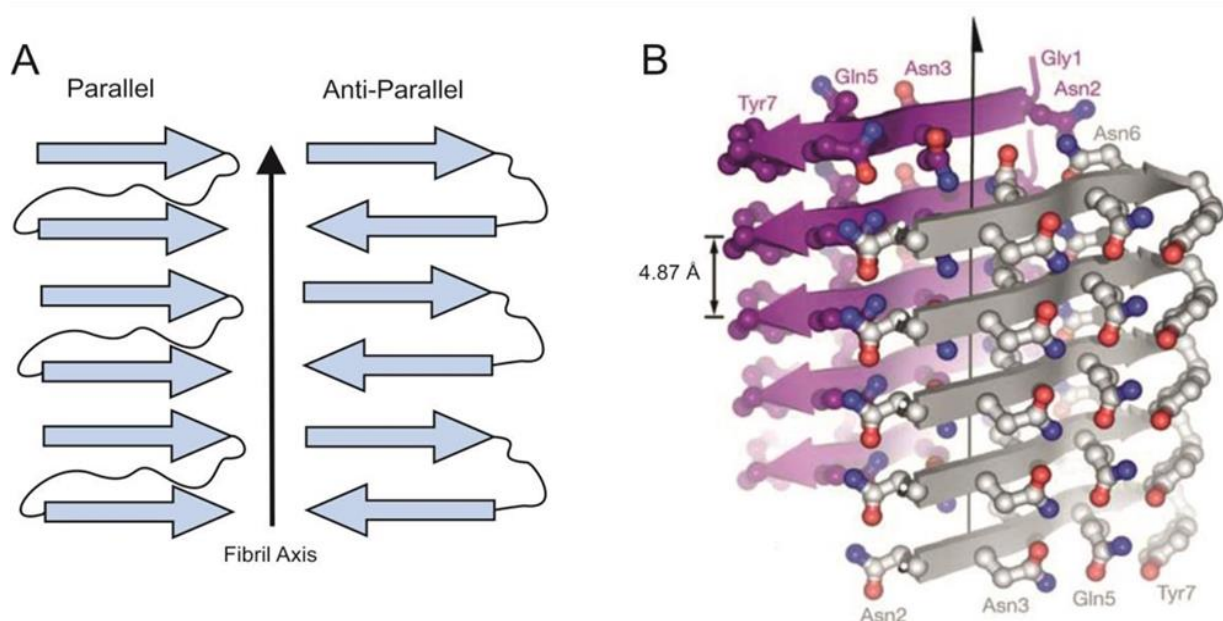 A
Parallel
Anti-Parallel
Fibril Axis
B
Gly1
Asn3
Gln5
Asn2
Tyr7
Asn6
4.87 Å
Asn2
Asn3
Gln5
Tyr7